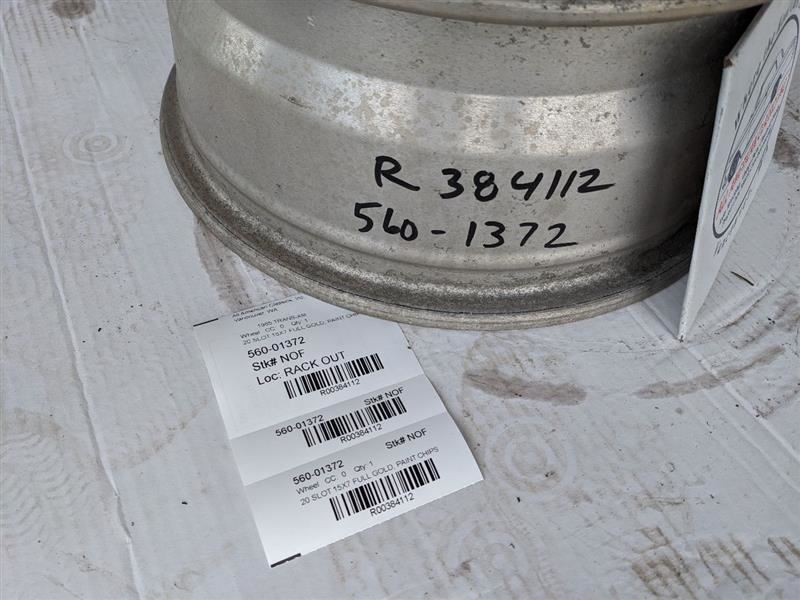 R 384112
560-1372
All American Classics, Inc
Vancouver, WA
1985 TRANSAM
Wheel CC: 0 Qty 1
20 SLOT 15X7 FULL GOLD, PAINT CHIPS
560-01372
Stk# NOF
Loc: RACK OUT
R00384112
560-01372 Stk# NOF
R00384112
560-01372 Stk# NOF
Wheel CC: 0 Qty 1
20 SLOT 15X7 FULL GOLD, PAINT CHIPS
R00384112